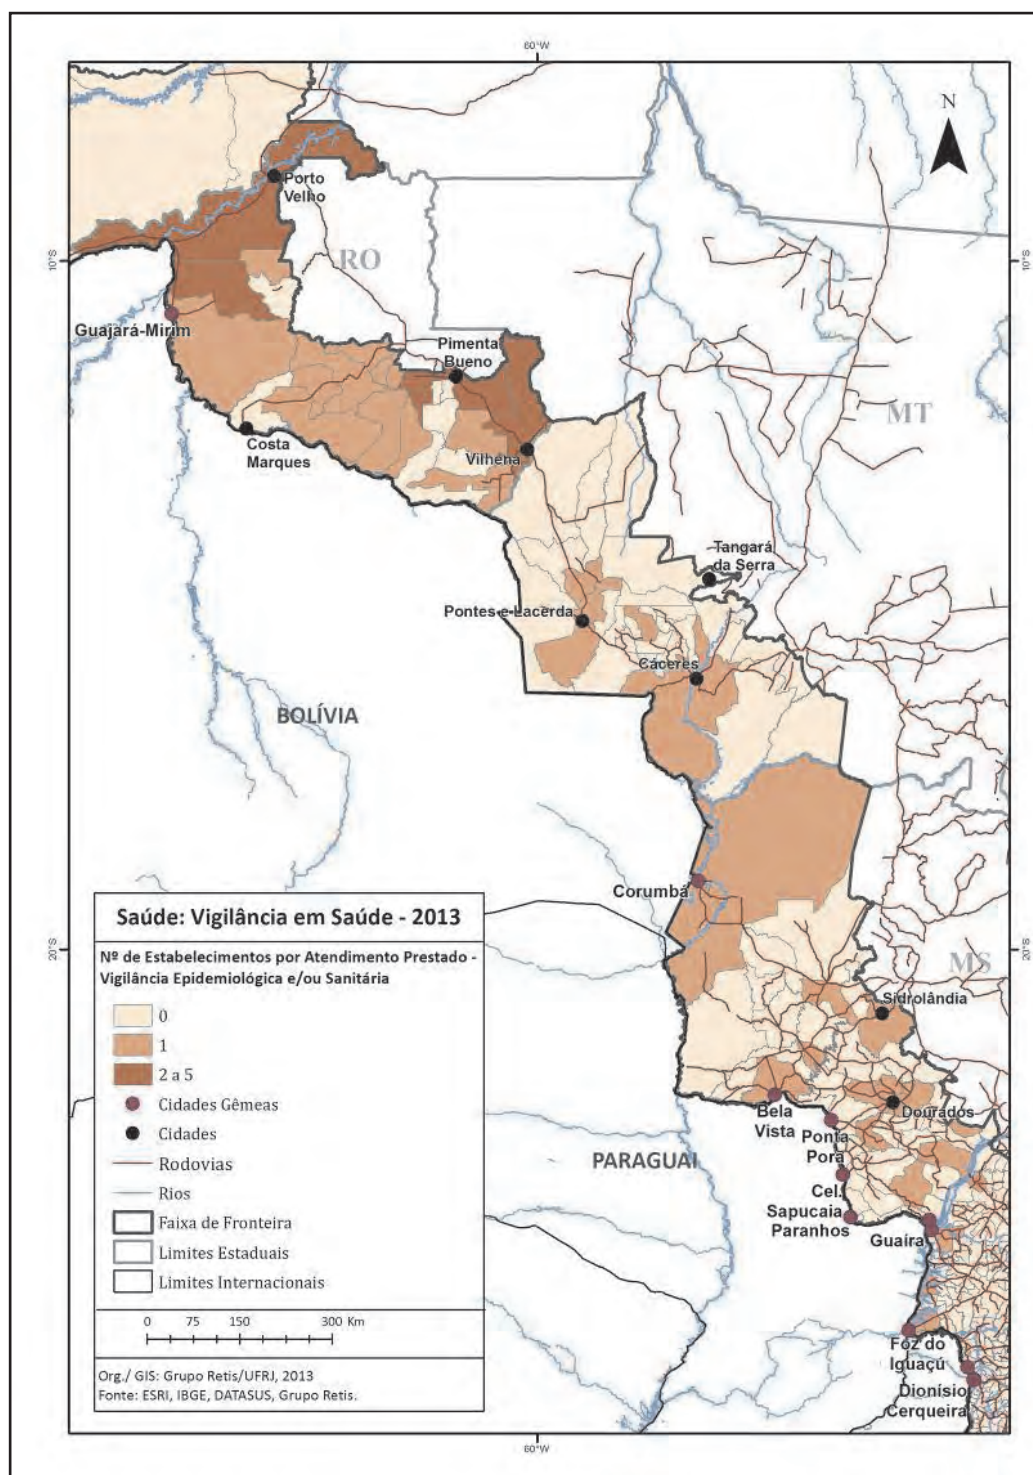 60°W
N
Porto
Velho
10°S
RO
10°S
Guajará-Mirim
Pimenta
Bueno
MT
Costa
Marques
Vilhena
Tangará
da Serra
Pontes e Lacerda
Cáceres
BOLÍVIA
Corumbá
20°S
MS
20°S
Sidrolândia
Bela
Vista
Dourados
Ponta
Porã
PARAGUAI
Cel.
Sapucaia
Paranhos
Guaíra
Foz do
Iguaçú
Dionísio
Cerqueira
60°W
Saúde: Vigilância em Saúde - 2013
Nº de Estabelecimentos por Atendimento Prestado -
Vigilância Epidemiológica e/ou Sanitária
0
1
2 a 5
Cidades Gêmeas
Cidades
Rodovias
Rios
Faixa de Fronteira
Limites Estaduais
Limites Internacionais
0 75 150 300 Km
Org./ GIS: Grupo Retis/UFRJ, 2013
Fonte: ESRI, IBGE, DATASUS, Grupo Retis.